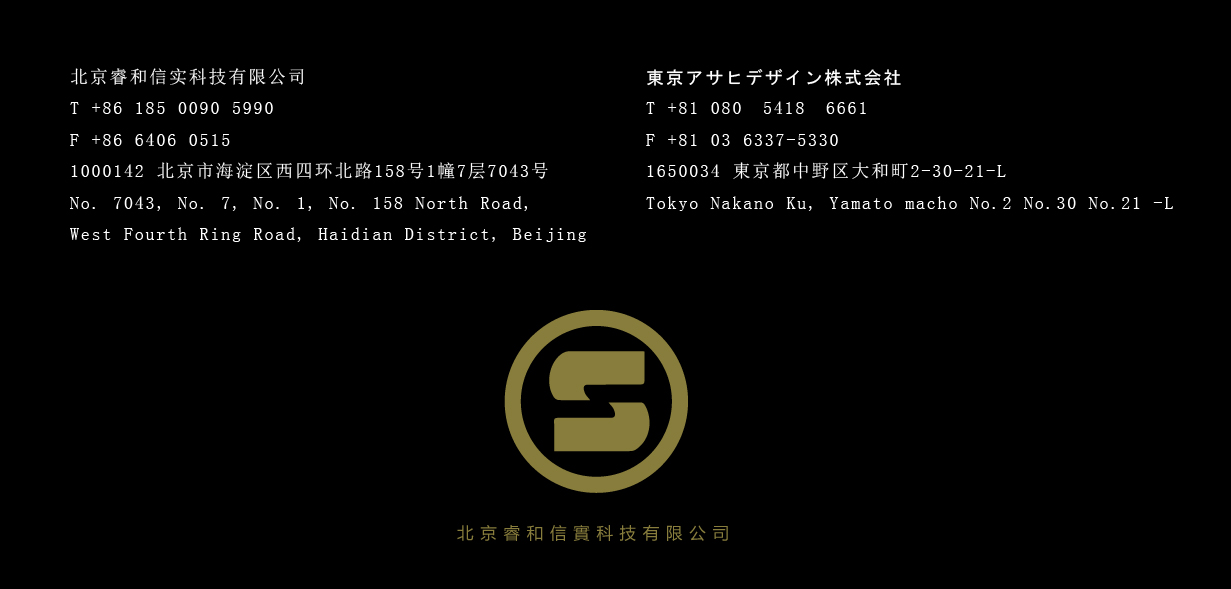 北京睿和信实科技有限公司
T +86 185 0090 5990
F +86 6406 0515
1000142 北京市海淀区西四环北路158号1幢7层7043号
No. 7043, No. 7, No. 1, No. 158 North Road,
West Fourth Ring Road, Haidian District, Beijing
東京アサヒデザイン株式会社
T +81 080 5418 6661
F +81 03 6337-5330
1650034 東京都中野区大和町2-30-21-L
Tokyo Nakano Ku, Yamato macho No.2 No.30 No.21 -L
S
北京睿和信實科技有限公司